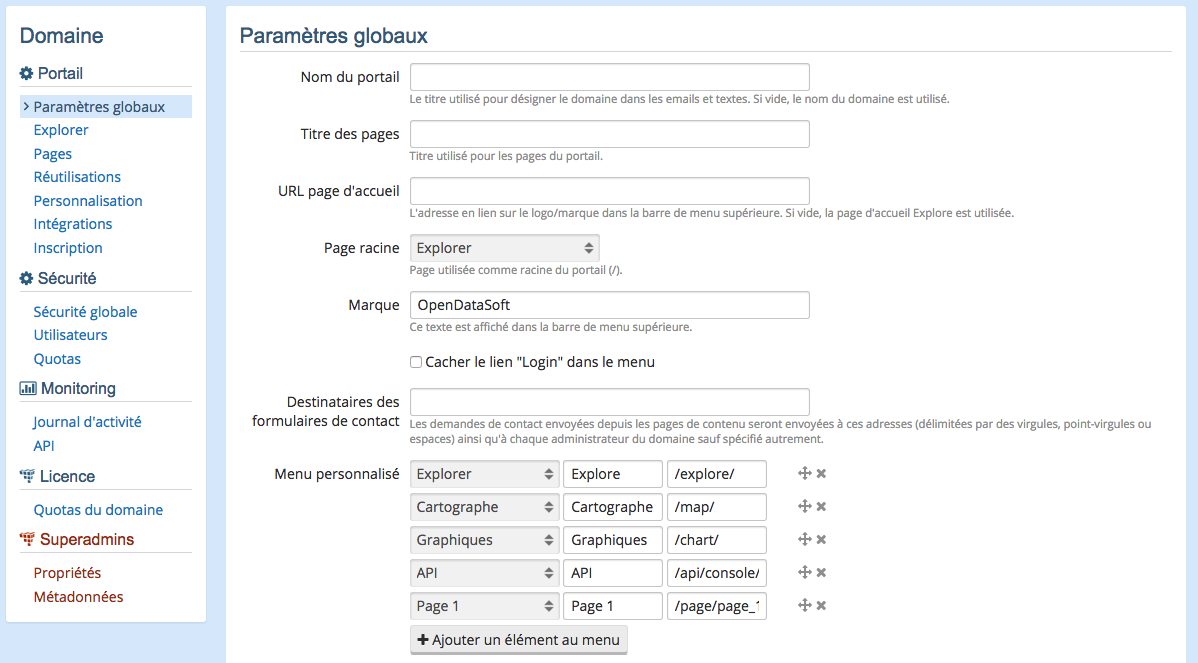 Domaine
Portail
Paramètres globaux
Explorer
Pages
Réutilisations
Personnalisation
Intégrations
Inscription
Sécurité
Sécurité globale
Utilisateurs
Quotas
Monitoring
Journal d'activité
API
Licence
Quotas du domaine
Superadmins
Propriétés
Métadonnées
Paramètres globaux
Nom du portail
Le titre utilisé pour désigner le domaine dans les emails et textes. Si vide, le nom du domaine est utilisé.
Titre des pages
Titre utilisé pour les pages du portail.
URL page d'accueil
L'adresse en lien sur le logo/marque dans la barre de menu supérieure. Si vide, la page d'accueil Explore est utilisée.
Page racine Explorer
Page utilisée comme racine du portail (/).
Marque OpenDataSoft
Ce texte est affiché dans la barre de menu supérieure.
Cacher le lien "Login" dans le menu
Destinataires des
formulaires de contact
Les demandes de contact envoyées depuis les pages de contenu seront envoyées à ces adresses (délimitées par des virgules, point-virgules ou
espaces) ainsi qu'à chaque administrateur du domaine sauf spécifié autrement.
Menu personnalisé Explorer Explore /explore/
Cartographe Cartographe /map/
Graphiques Graphiques /chart/
API API /api/console/
Page 1 Page 1 /page/page_1
Ajouter un élément au menu